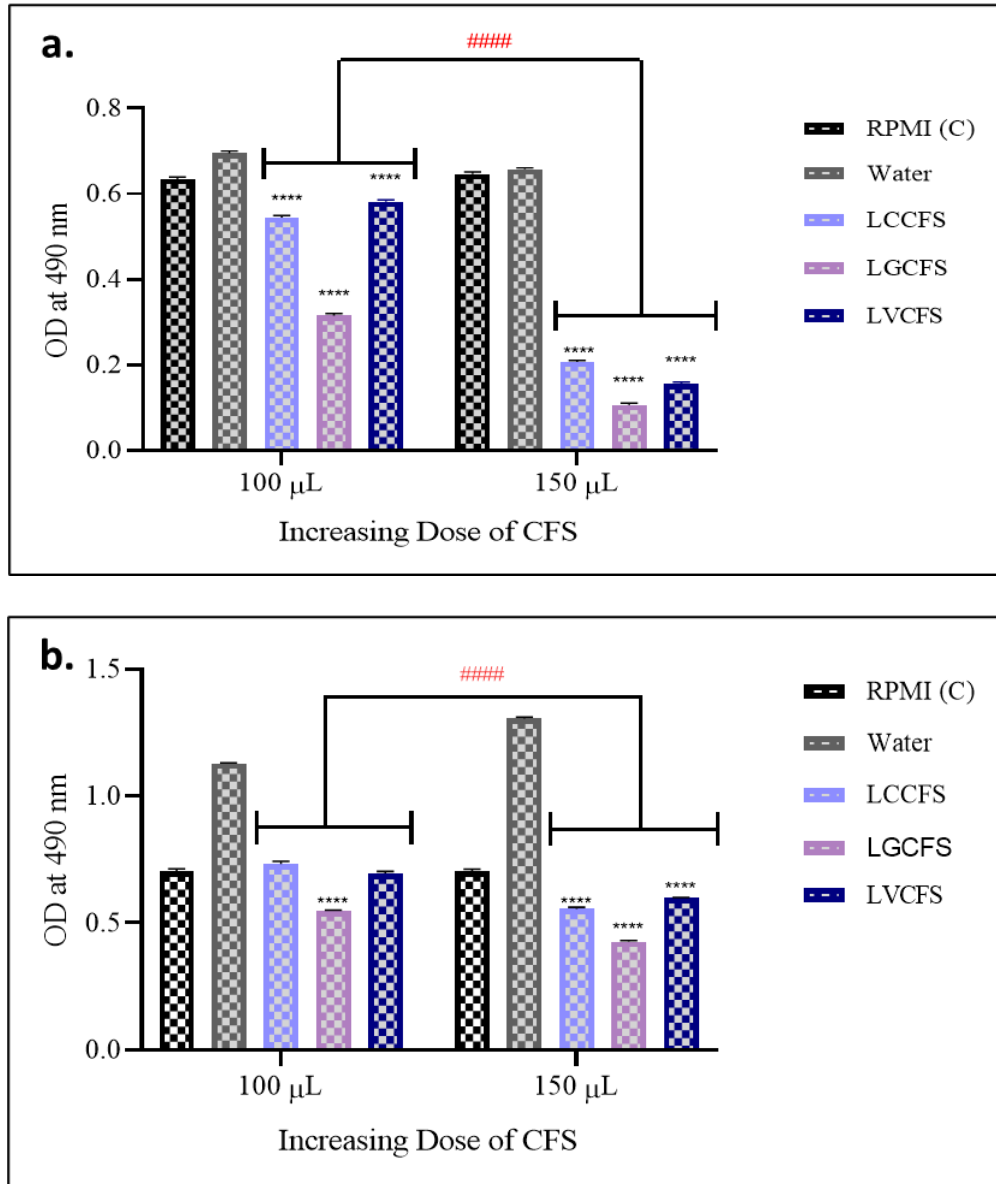 a.
####
0.8
0.6
0.4
0.2
0.0
OD at 490 nm
****
****
****
****
****
****
100 μL
150 μL
Increasing Dose of CFS
RPMI (C)
Water
LCCFS
LGCFS
LVCFS
b.
####
1.5
1.0
0.5
0.0
OD at 490 nm
****
****
****
****
100 μL
150 μL
Increasing Dose of CFS
RPMI (C)
Water
LCCFS
LGCFS
LVCFS